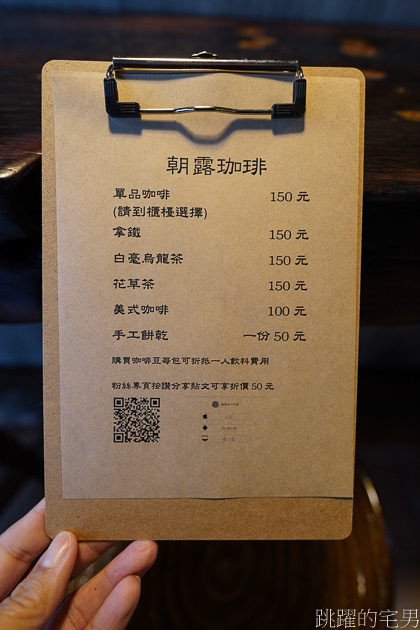 朝露珈琲
單品咖啡 150 元
(請到櫃檯選擇)
拿鐵 150 元
白毫烏龍茶 150 元
花草茶 150 元
美式咖啡 100 元
手工餅乾 一份 50 元
購買咖啡豆每包可折抵一人飲料費用
粉絲專頁按讚分享貼文可享折價 50 元
跳躍的宅男